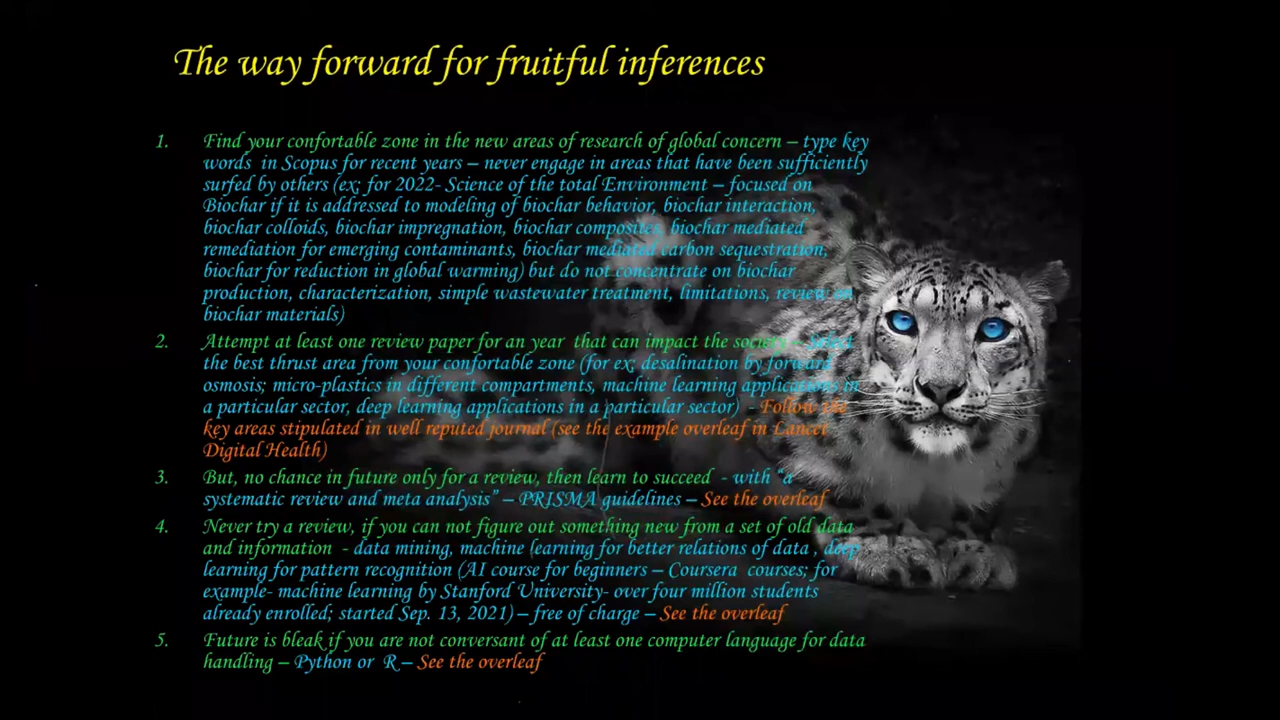 The way forward for fruitful inferences
1. Find your confortable zone in the new areas of research of global concern – type key
words in Scopus for recent years – never engage in areas that have been sufficiently
surfed by others (ex; for 2022- Science of the total Environment – focused on
Biochar if it is addressed to modeling of biochar behavior, biochar interaction,
biochar colloids, biochar impregnation, biochar composites, biochar mediated
remediation for emerging contaminants, biochar mediated carbon sequestration,
biochar for reduction in global warming) but do not concentrate on biochar
production, characterization, simple wastewater treatment, limitations, review on
biochar materials)
2. Attempt at least one review paper for an year that can impact the society – Select
the best thrust area from your confortable zone (for ex; desalination by forward
osmosis; micro-plastics in different compartments, machine learning applications in
a particular sector, deep learning applications in a particular sector) - Follow the
key areas stipulated in well reputed journal (see the example overleaf in Lancet
Digital Health)
3. But, no chance in future only for a review, then learn to succeed - with “a
systematic review and meta analysis” – PRISMA guidelines – See the overleaf
4. Never try a review, if you can not figure out something new from a set of old data
and information - data mining, machine learning for better relations of data , deep
learning for pattern recognition (AI course for beginners – Coursera courses; for
example- machine learning by Stanford University- over four million students
already enrolled; started Sep. 13, 2021) – free of charge – See the overleaf
5. Future is bleak if you are not conversant of at least one computer language for data
handling – Python or R – See the overleaf